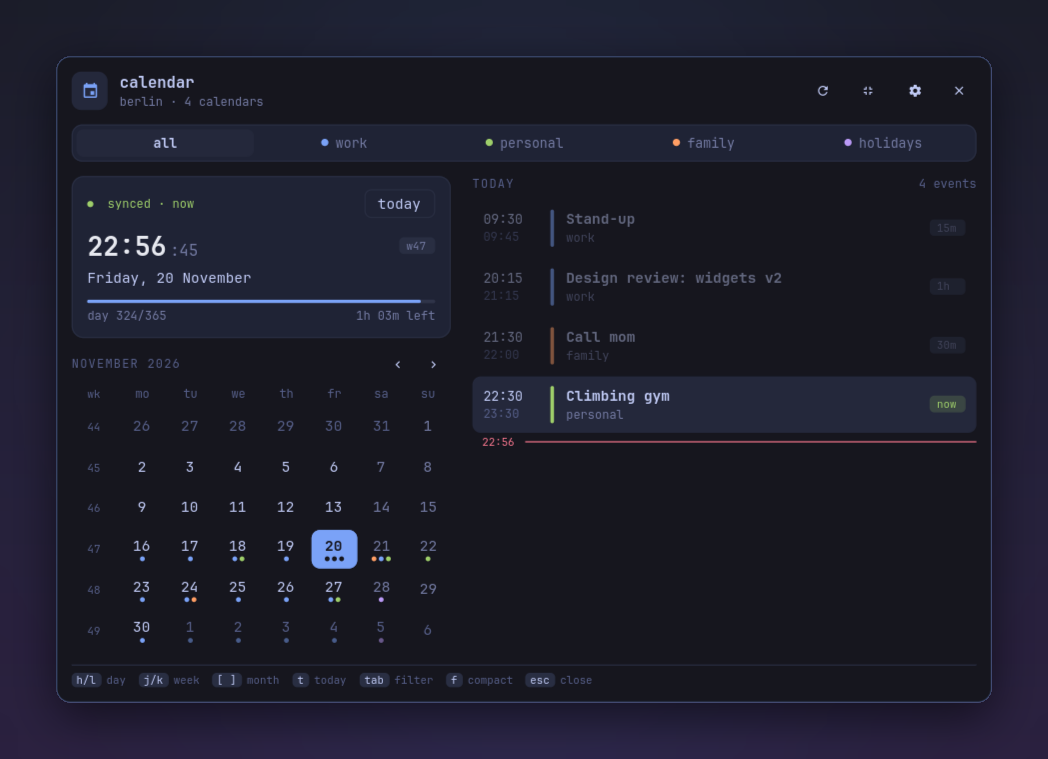 calendar
berlin · 4 calendars
all
work
personal
family
holidays
synced · now
today
22:56 :45
w47
Friday, 20 November
day 324/365
1h 03m left
NOVEMBER 2026
‹ ›
wk mo tu we th fr sa su
44 26 27 28 29 30 31 1
45 2 3 4 5 6 7 8
46 9 10 11 12 13 14 15
47 16 17 18 19 20 21 22
48 23 24 25 26 27 28 29
49 30 1 2 3 4 5 6
TODAY
4 events
09:30 Stand-up
09:45 work
15m
20:15 Design review: widgets v2
21:15 work
1h
21:30 Call mom
22:00 family
30m
22:30 Climbing gym
23:30 personal
now
22:56
h/l day j/k week [ ] month t today tab filter f compact esc close